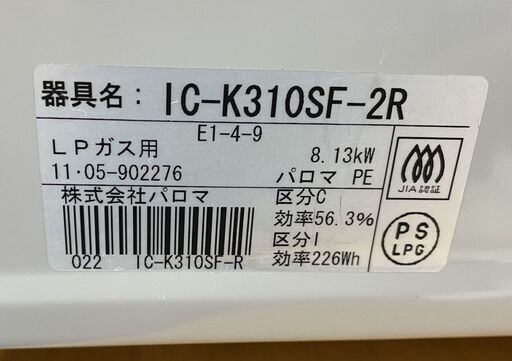 器具名：IC-K310SF-2R
E1-4-9
LPガス用 8.13kW
11・05-902276 パロマ PE
株式会社パロマ 区分C
効率56.3%
区分I
022 IC-K310SF-R 効率226Wh
JIA認証
PS
LPG